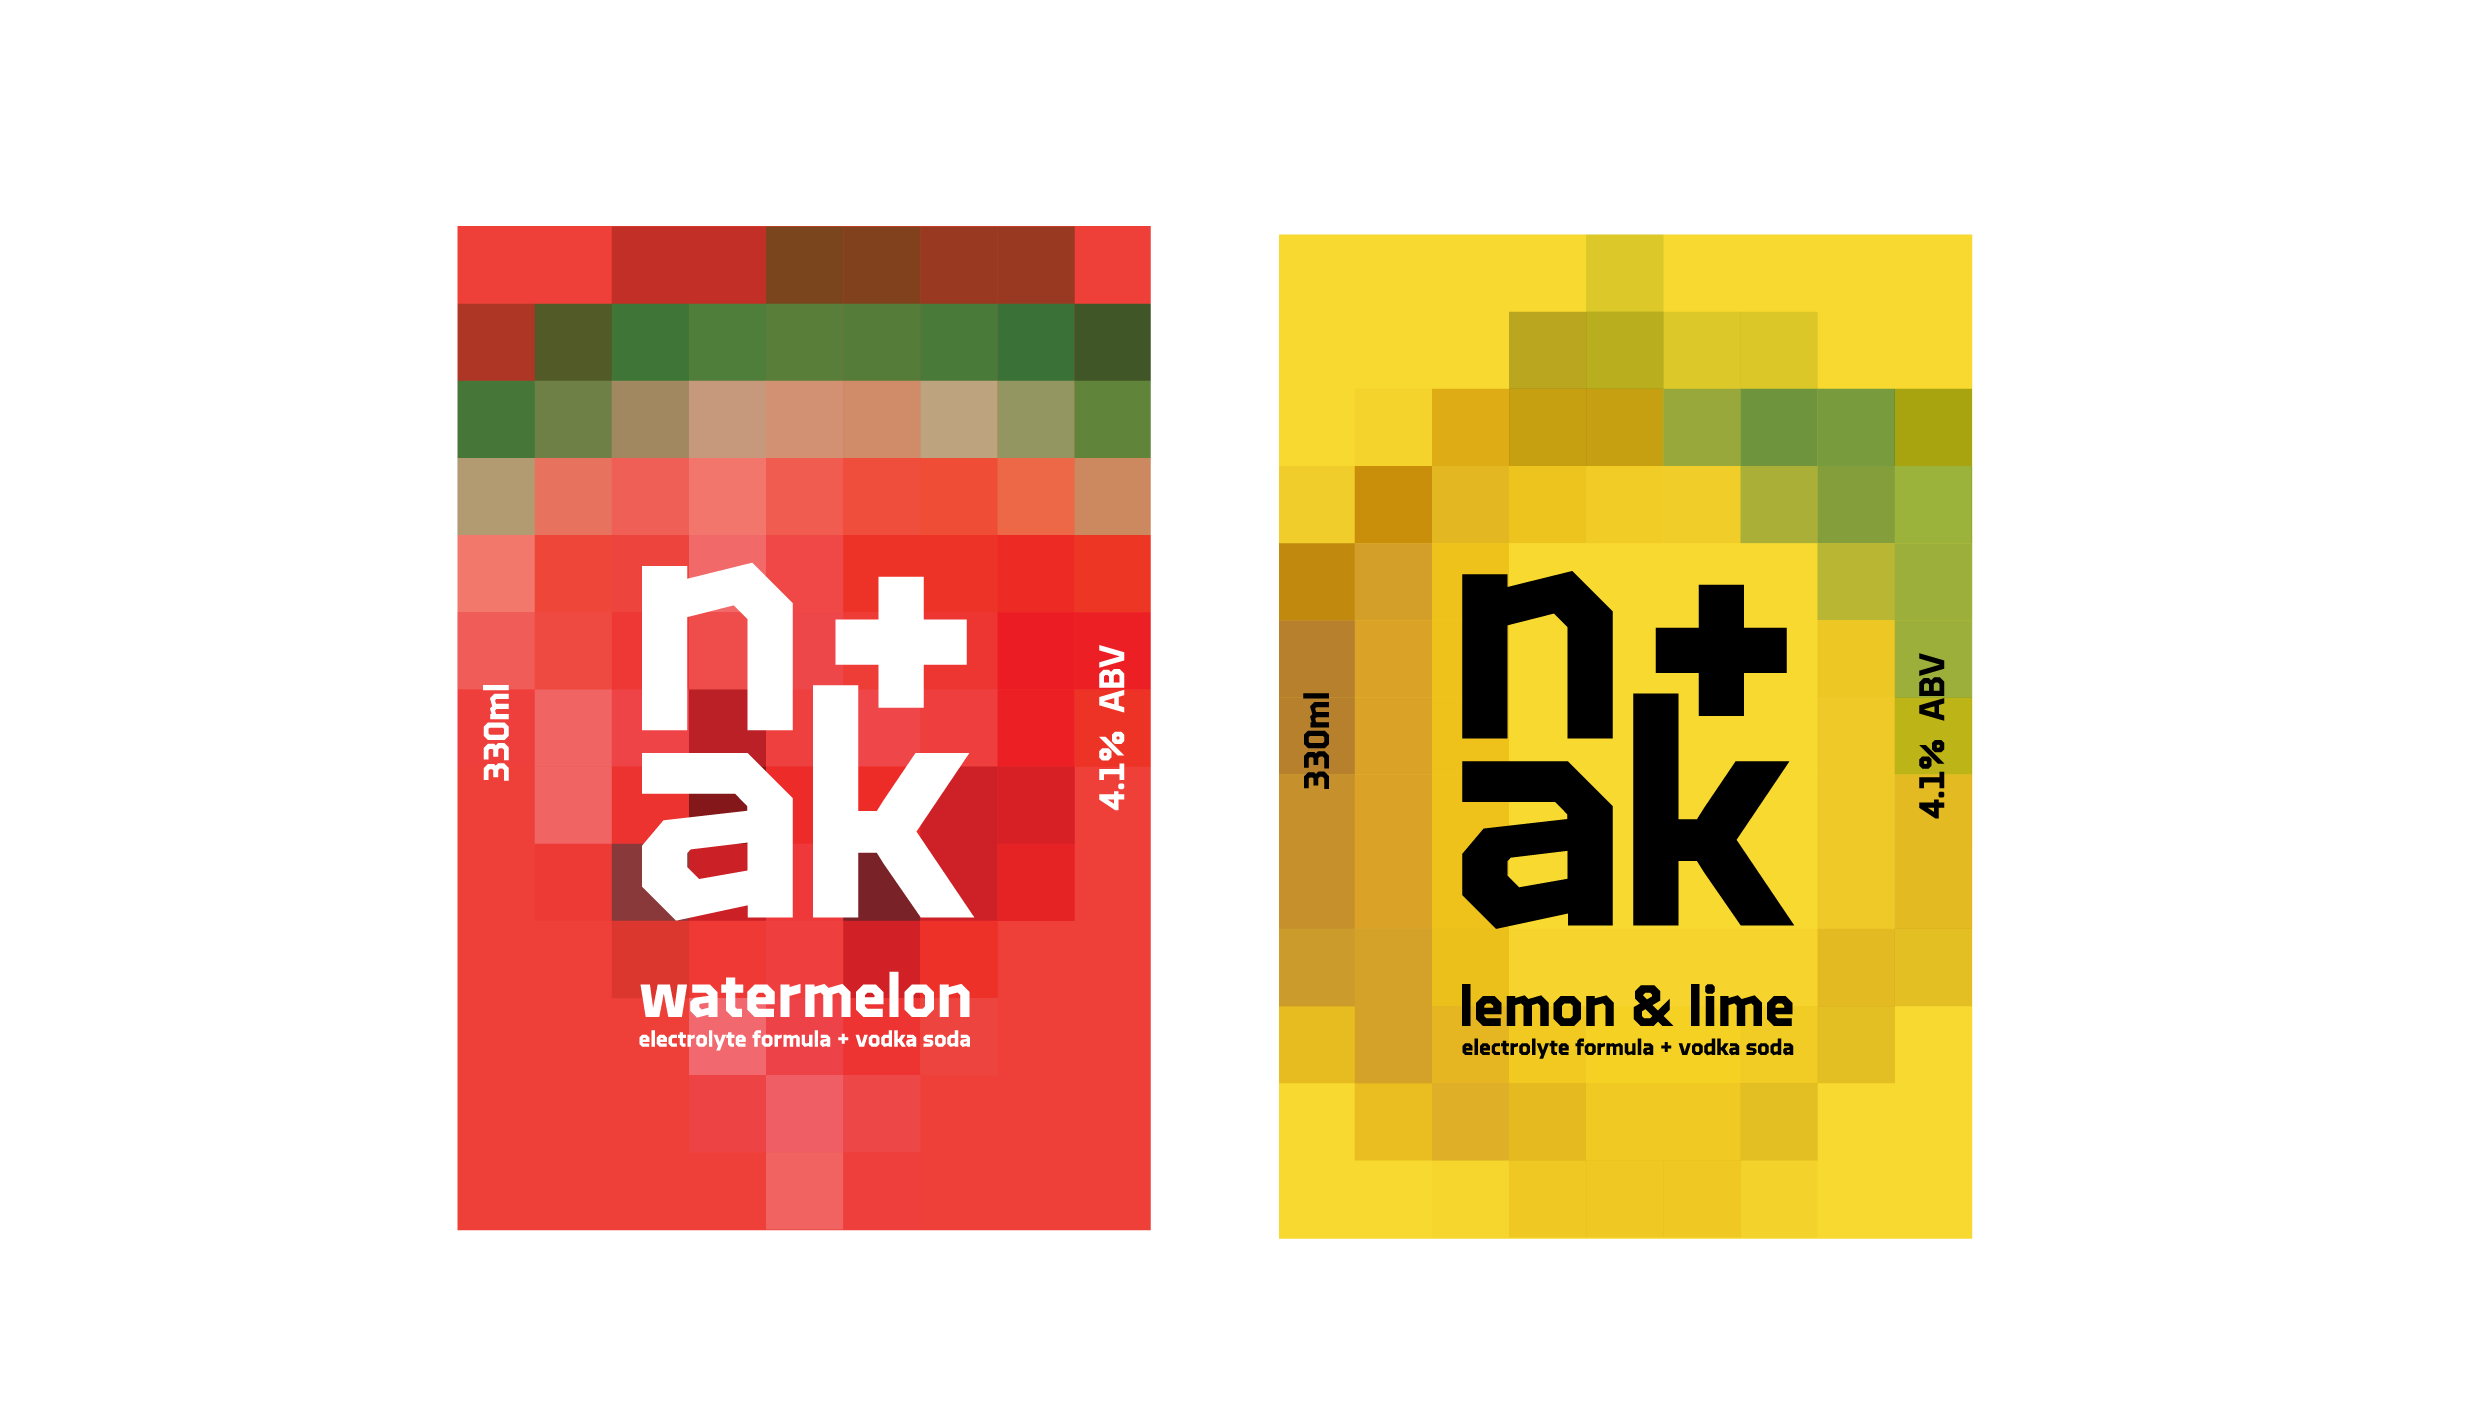 n+
ak
330ml
4.1% ABV
watermelon
electrolyte formula + vodka soda
n+
ak
330ml
4.1% ABV
lemon & lime
electrolyte formula + vodka soda